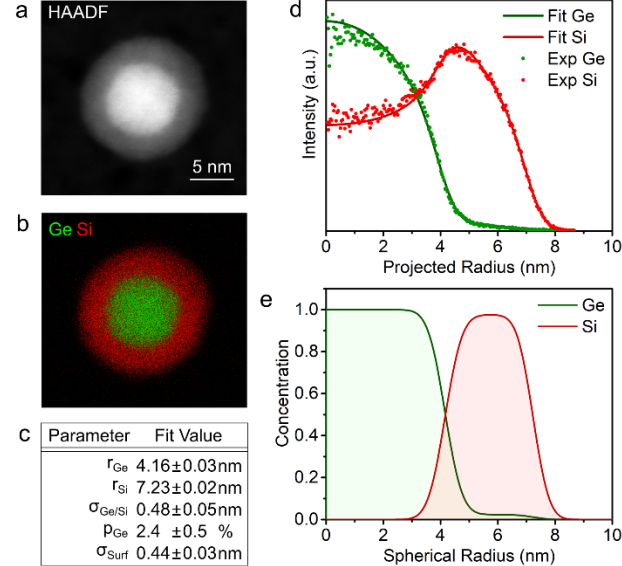 a
HAADF
5 nm
b
Ge Si
c
Parameter Fit Value
rGe 4.16±0.03nm
rSi 7.23±0.02nm
σGe/Si 0.48±0.05nm
pGe 2.4 ±0.5 %
σSurf 0.44±0.03nm
d
Fit Ge
Fit Si
Exp Ge
Exp Si
Intensity (a.u.)
0 2 4 6 8 10
Projected Radius (nm)
e
Ge
Si
Concentration
1.0
0.8
0.6
0.4
0.2
0.0
0 2 4 6 8 10
Spherical Radius (nm)